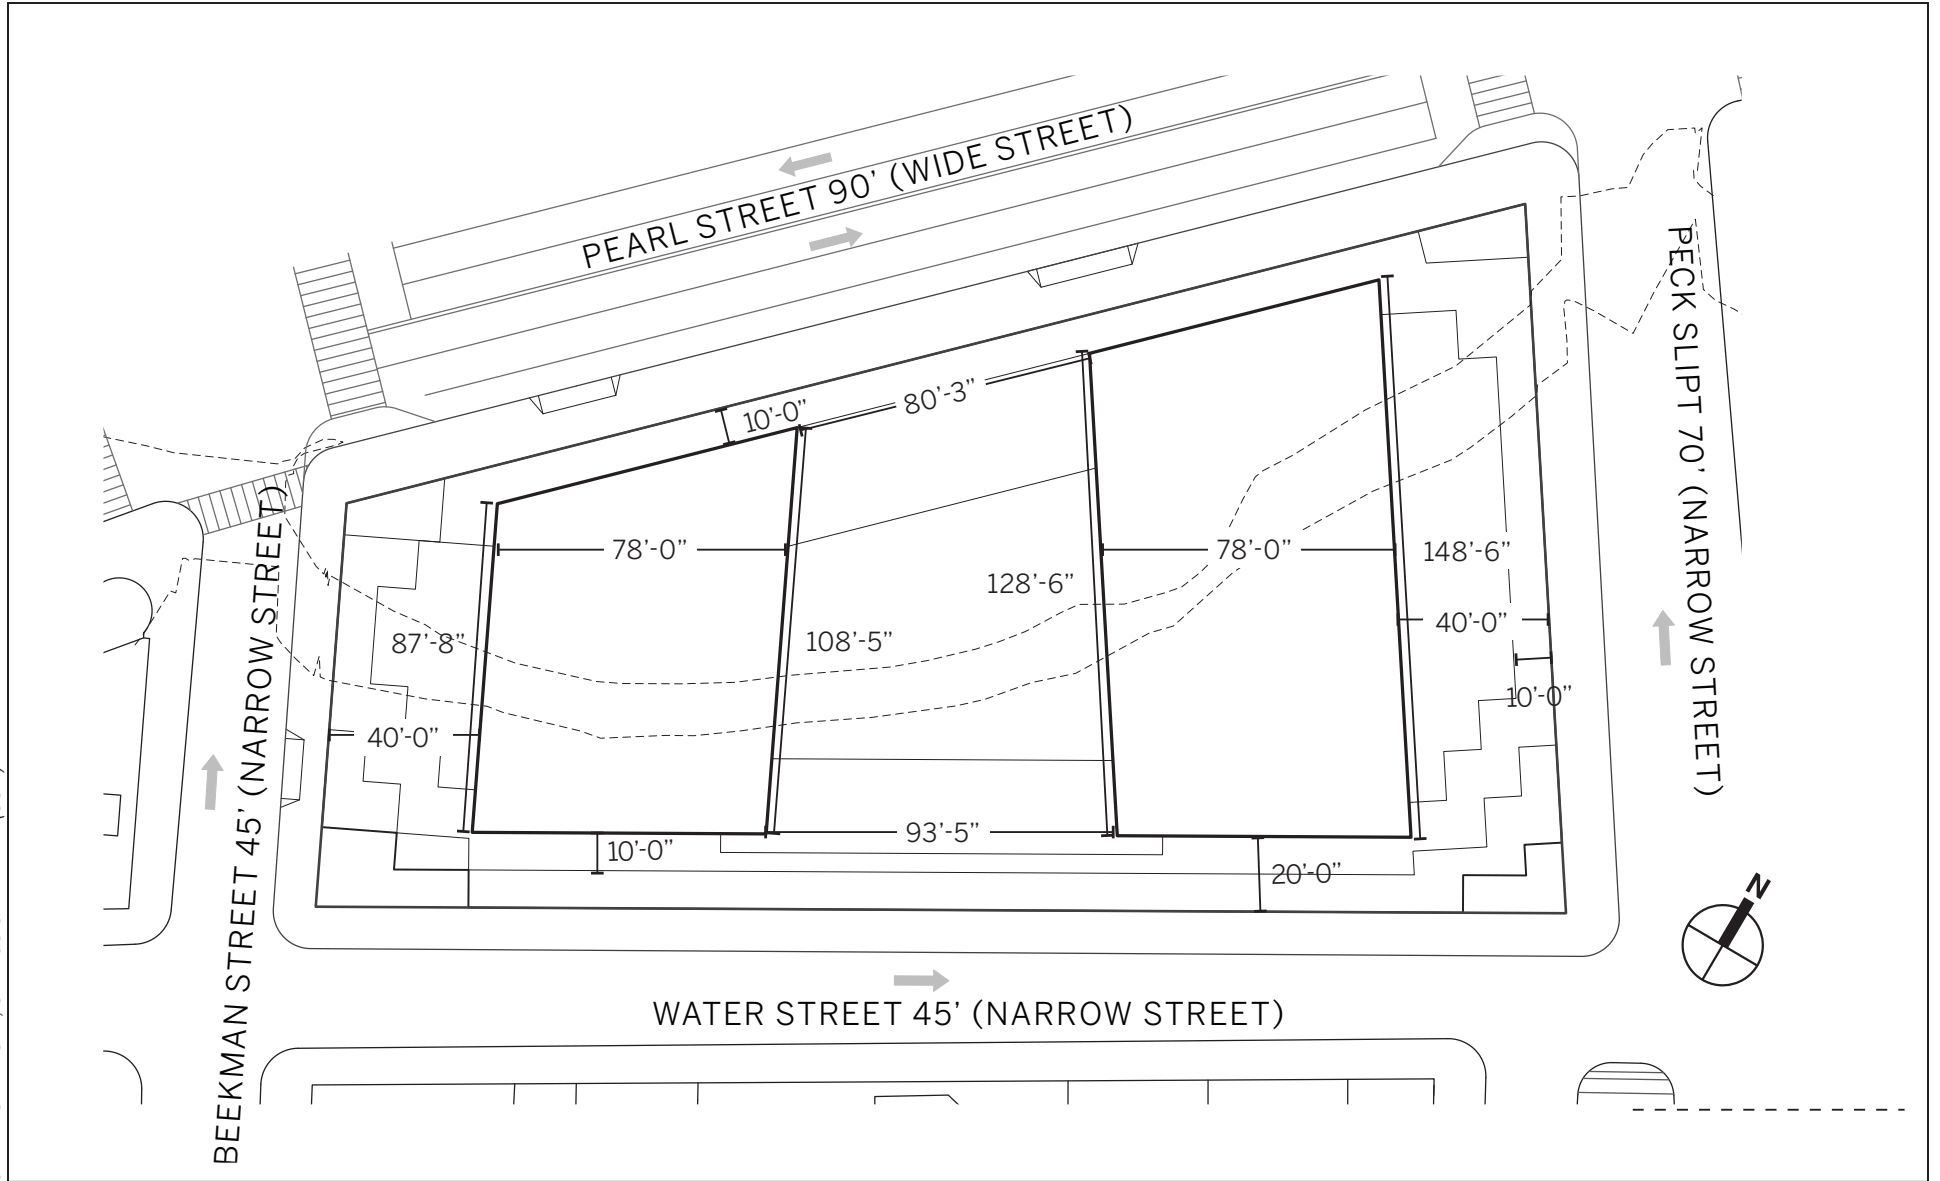 PEARL STREET 90’ (WIDE STREET)
PECK SLIPT 70’ (NARROW STREET)
10’-0”
80’-3”
78’-0”
78’-0”
148’-6”
128’-6”
40’-0”
87’-8”
108’-5”
10’-0”
40’-0”
93’-5”
10’-0”
20’-0”
BEEKMAN STREET 45’ (NARROW STREET)
N
WATER STREET 45’ (NARROW STREET)